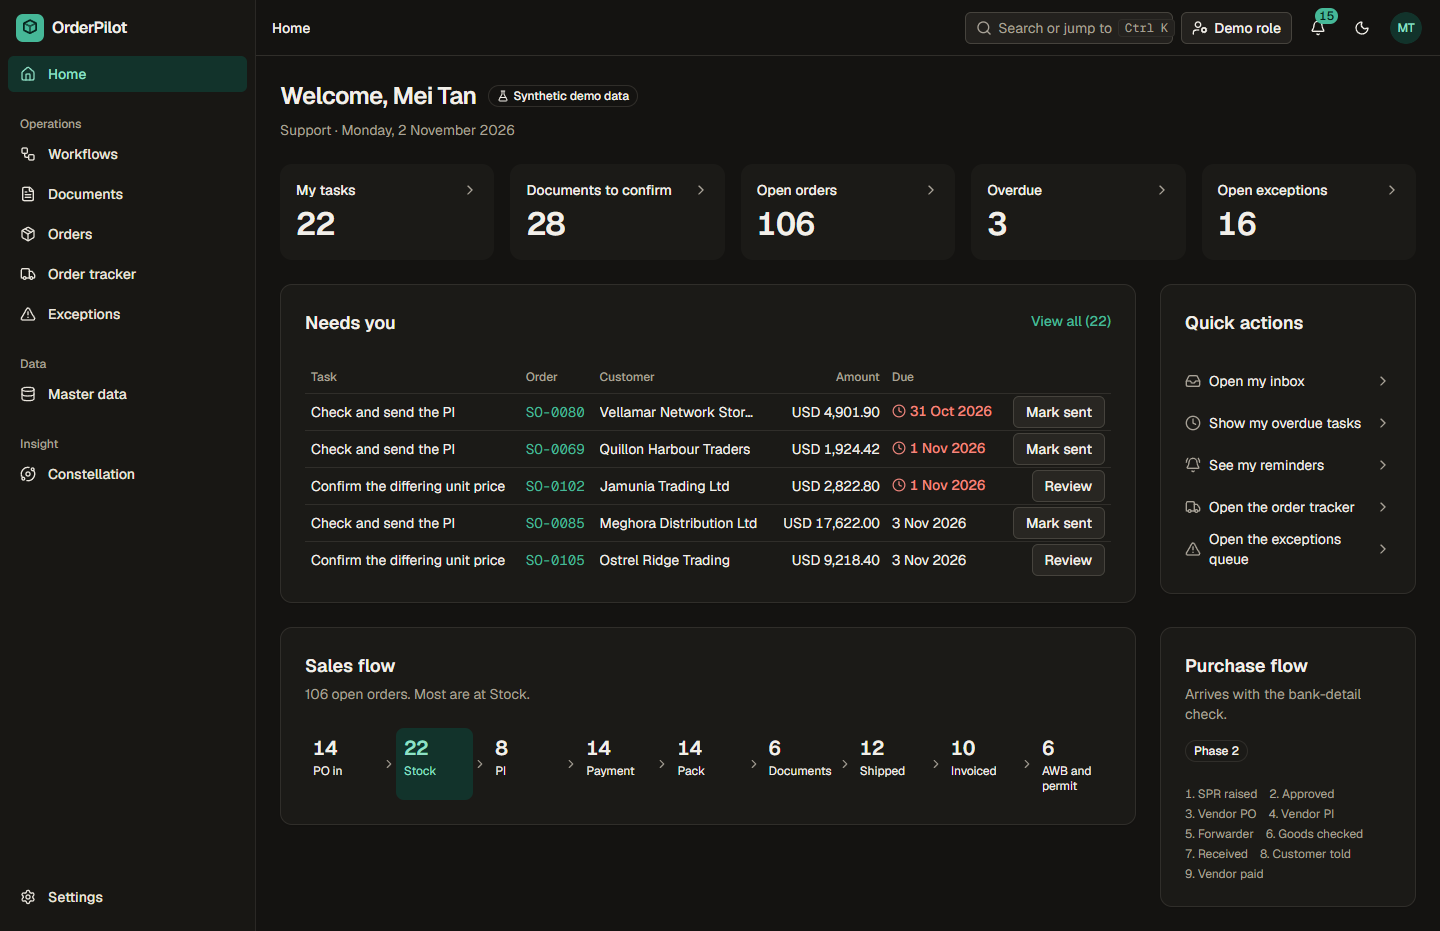 OrderPilot
Home
Search or jump to Ctrl K
Demo role
15
MT
Home
Operations
Workflows
Documents
Orders
Order tracker
Exceptions
Data
Master data
Insight
Constellation
Settings
Welcome, Mei Tan
Synthetic demo data
Support · Monday, 2 November 2026
My tasks
22
Documents to confirm
28
Open orders
106
Overdue
3
Open exceptions
16
Needs you
View all (22)
Task Order Customer Amount Due
Check and send the PI SO-0080 Vellamar Network Stor... USD 4,901.90 31 Oct 2026 Mark sent
Check and send the PI SO-0069 Quillon Harbour Traders USD 1,924.42 1 Nov 2026 Mark sent
Confirm the differing unit price SO-0102 Jamunia Trading Ltd USD 2,822.80 1 Nov 2026 Review
Check and send the PI SO-0085 Meghora Distribution Ltd USD 17,622.00 3 Nov 2026 Mark sent
Confirm the differing unit price SO-0105 Ostrel Ridge Trading USD 9,218.40 3 Nov 2026 Review
Quick actions
Open my inbox
Show my overdue tasks
See my reminders
Open the order tracker
Open the exceptions
queue
Sales flow
106 open orders. Most are at Stock.
14
PO in
22
Stock
8
PI
14
Payment
14
Pack
6
Documents
12
Shipped
10
Invoiced
6
AWB and
permit
Purchase flow
Arrives with the bank-detail
check.
Phase 2
1. SPR raised 2. Approved
3. Vendor PO 4. Vendor PI
5. Forwarder 6. Goods checked
7. Received 8. Customer told
9. Vendor paid